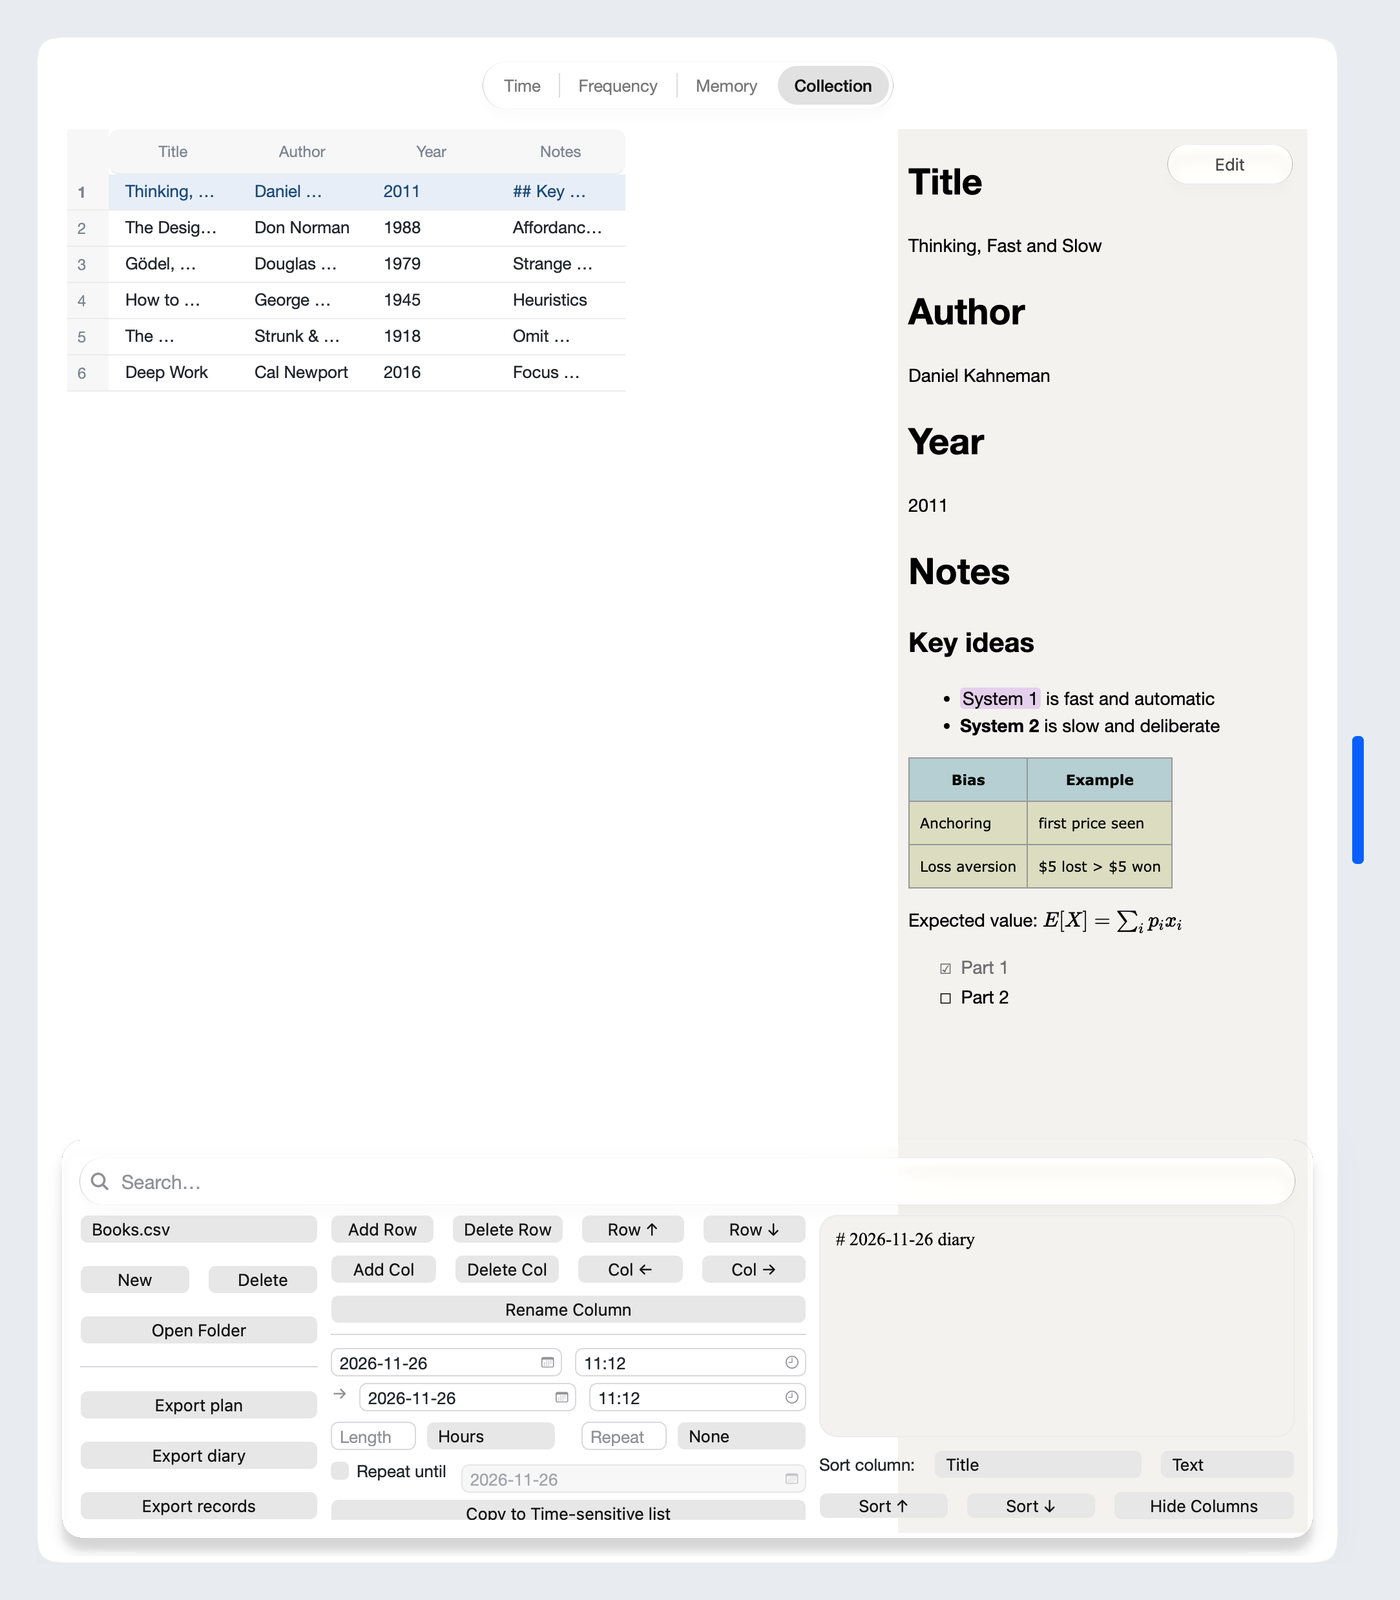 Time Frequency Memory Collection
Title Author Year Notes
1 Thinking, … Daniel … 2011 ## Key …
2 The Desig… Don Norman 1988 Affordanc…
3 Gödel, … Douglas … 1979 Strange …
4 How to … George … 1945 Heuristics
5 The … Strunk & … 1918 Omit …
6 Deep Work Cal Newport 2016 Focus …
Edit
Title
Thinking, Fast and Slow
Author
Daniel Kahneman
Year
2011
Notes
Key ideas
• System 1 is fast and automatic
• System 2 is slow and deliberate
Bias Example
Anchoring first price seen
Loss aversion $5 lost > $5 won
Expected value: E[X] = ∑ᵢ pᵢxᵢ
☑ Part 1
☐ Part 2
Search…
Books.csv
New Delete
Open Folder
Export plan
Export diary
Export records
Add Row Delete Row Row ↑ Row ↓
Add Col Delete Col Col ← Col →
Rename Column
2026-11-26 11:12
→ 2026-11-26 11:12
Length Hours Repeat None
Repeat until 2026-11-26
Copy to Time-sensitive list
# 2026-11-26 diary
Sort column: Title Text
Sort ↑ Sort ↓ Hide Columns